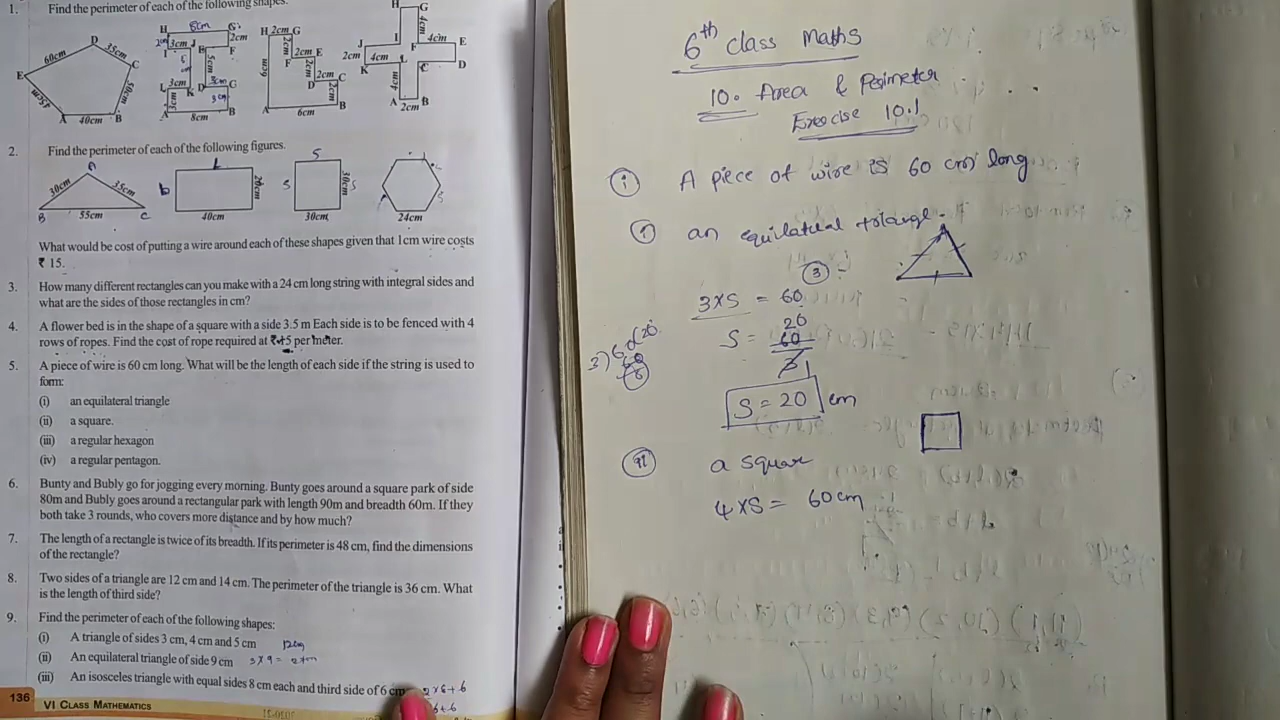 1. Find the perimeter of each of the following shapes.
2. Find the perimeter of each of the following figures.
30cm 35cm 55cm
40cm 20cm
30cm 30cm
24cm
What would be cost of putting a wire around each of these shapes given that 1cm wire costs
₹ 15.
3. How many different rectangles can you make with a 24 cm long string with integral sides and
what are the sides of those rectangles in cm?
4. A flower bed is in the shape of a square with a side 3.5 m Each side is to be fenced with 4
rows of ropes. Find the cost of rope required at ₹ 15 per meter.
5. A piece of wire is 60 cm long. What will be the length of each side if the string is used to
form:
(i) an equilateral triangle
(ii) a square.
(iii) a regular hexagon
(iv) a regular pentagon.
6. Bunty and Bubly go for jogging every morning. Bunty goes around a square park of side
80m and Bubly goes around a rectangular park with length 90m and breadth 60m. If they
both take 3 rounds, who covers more distance and by how much?
7. The length of a rectangle is twice of its breadth. If its perimeter is 48 cm, find the dimensions
of the rectangle?
8. Two sides of a triangle are 12 cm and 14 cm. The perimeter of the triangle is 36 cm. What
is the length of third side?
9. Find the perimeter of each of the following shapes:
(i) A triangle of sides 3 cm, 4 cm and 5 cm 12cm
(ii) An equilateral triangle of side 9 cm 3×9=27cm
(iii) An isosceles triangle with equal sides 8 cm each and third side of 6 cm
136 VI CLASS MATHEMATICS
6th class Maths
10. Area & Perimeter
Exercise 10.1
A piece of wire is 60 cm long
an equilateral triangle.
3
3×S = 60
S = 60
20
S = 20 cm
a squar
4×S = 60cm